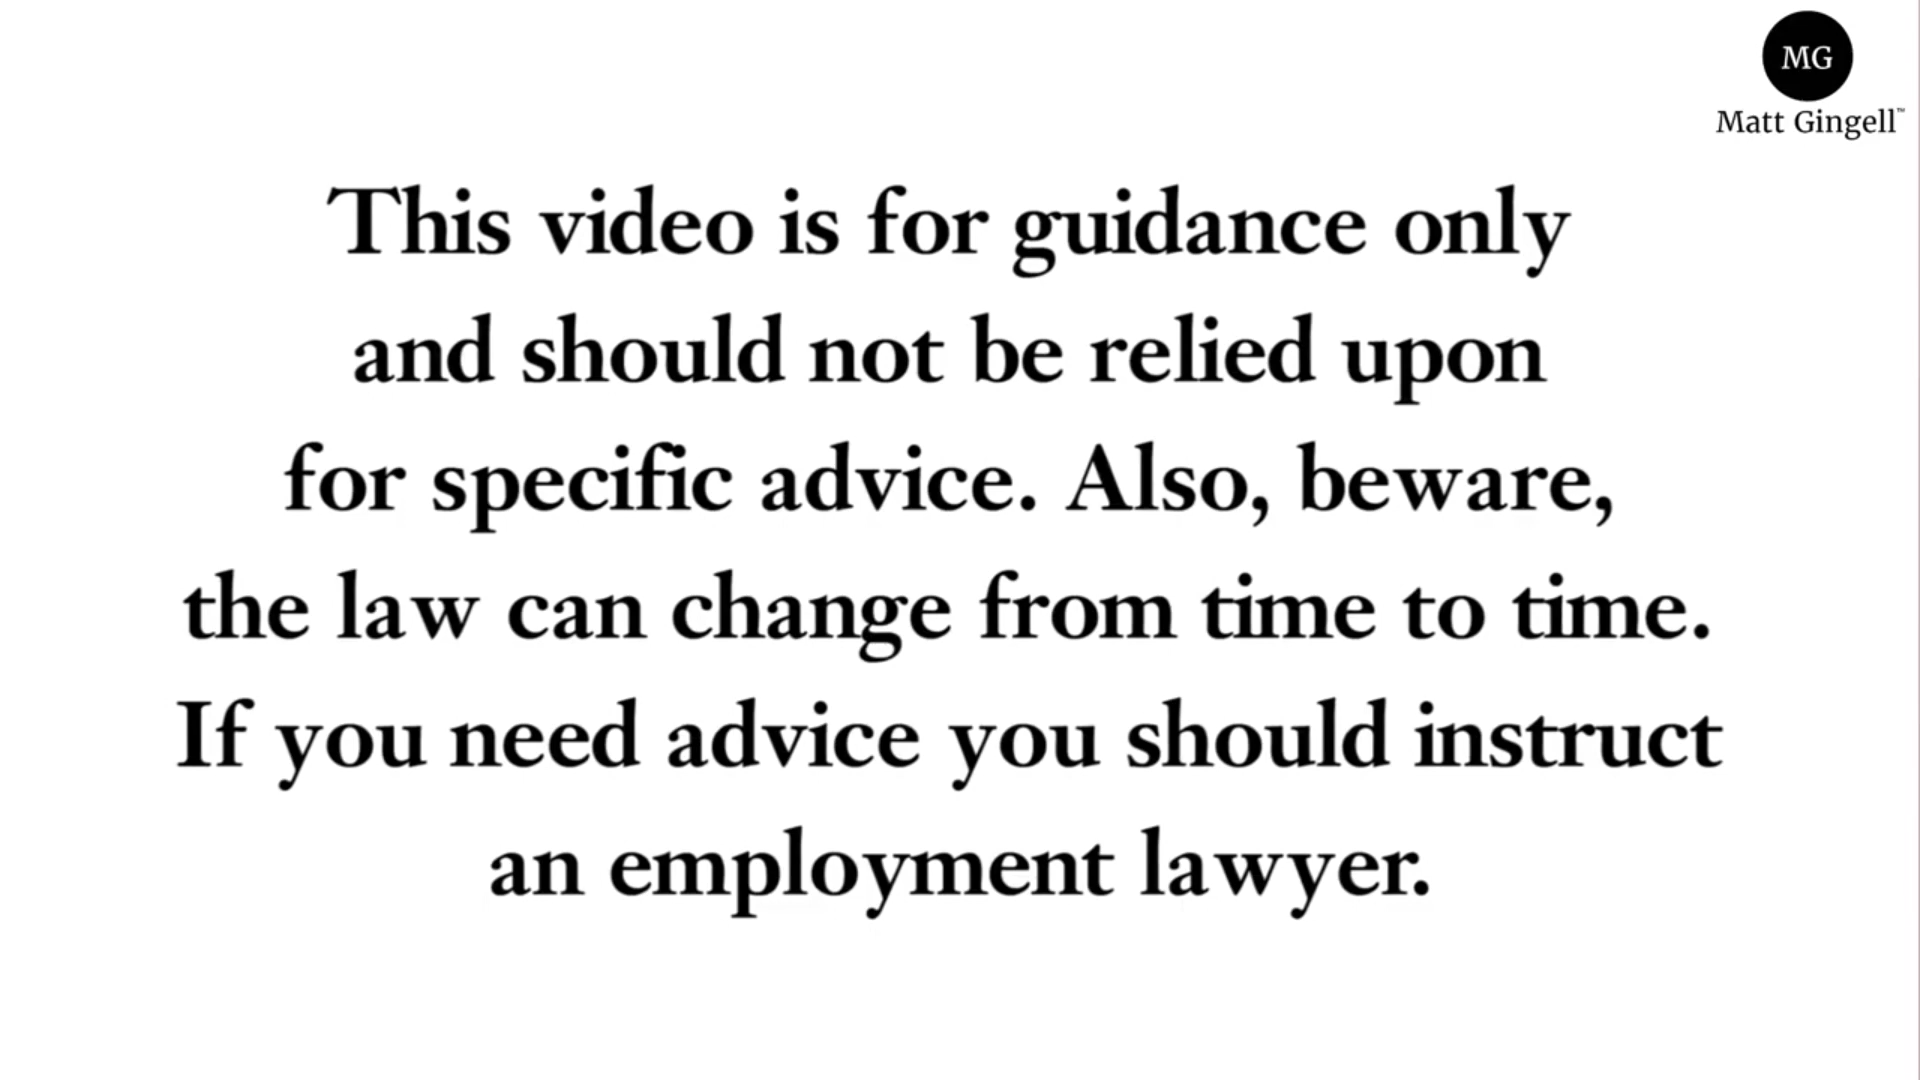 MG
Matt Gingell™
This video is for guidance only
and should not be relied upon
for specific advice. Also, beware,
the law can change from time to time.
If you need advice you should instruct
an employment lawyer.